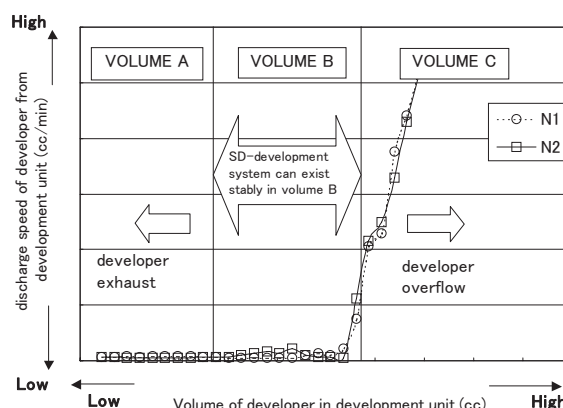 High
VOLUME A
VOLUME B
VOLUME C
N1
N2
SD-development
system can exist
stably in volume B
discharge speed of developer from
development unit (cc/min)
developer
exhaust
developer
overflow
Low
Low
Volume of developer in development unit (cc)
High